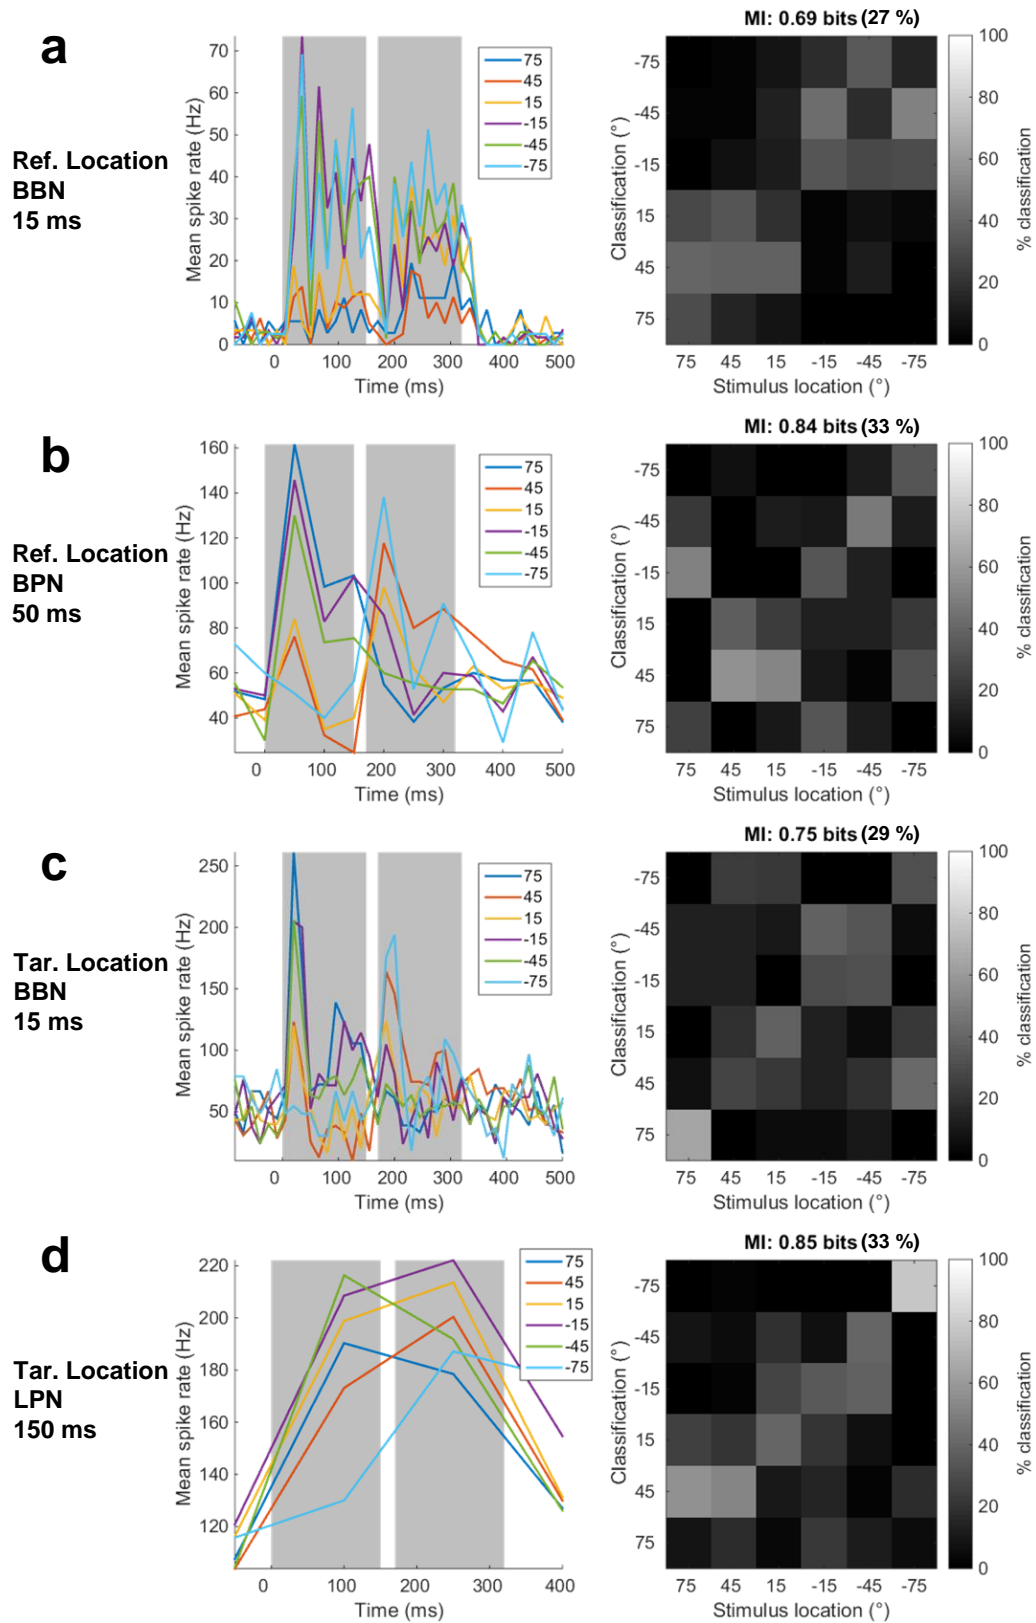 a
Ref. Location
BBN
15 ms
Mean spike rate (Hz)
70
60
50
40
30
20
10
0
0 100 200 300 400 500
Time (ms)
75
45
15
-15
-45
-75
MI: 0.69 bits (27 %)
Classification (°)
-75
-45
-15
15
45
75
75 45 15 -15 -45 -75
Stimulus location (°)
100
80
60
40
20
0
% classification
b
Ref. Location
BPN
50 ms
Mean spike rate (Hz)
160
140
120
100
80
60
40
0 100 200 300 400 500
Time (ms)
75
45
15
-15
-45
-75
MI: 0.84 bits (33 %)
Classification (°)
-75
-45
-15
15
45
75
75 45 15 -15 -45 -75
Stimulus location (°)
100
80
60
40
20
0
% classification
c
Tar. Location
BBN
15 ms
Mean spike rate (Hz)
250
200
150
100
50
0 100 200 300 400 500
Time (ms)
75
45
15
-15
-45
-75
MI: 0.75 bits (29 %)
Classification (°)
-75
-45
-15
15
45
75
75 45 15 -15 -45 -75
Stimulus location (°)
100
80
60
40
20
0
% classification
d
Tar. Location
LPN
150 ms
Mean spike rate (Hz)
220
200
180
160
140
120
0 100 200 300 400
Time (ms)
75
45
15
-15
-45
-75
MI: 0.85 bits (33 %)
Classification (°)
-75
-45
-15
15
45
75
75 45 15 -15 -45 -75
Stimulus location (°)
100
80
60
40
20
0
% classification